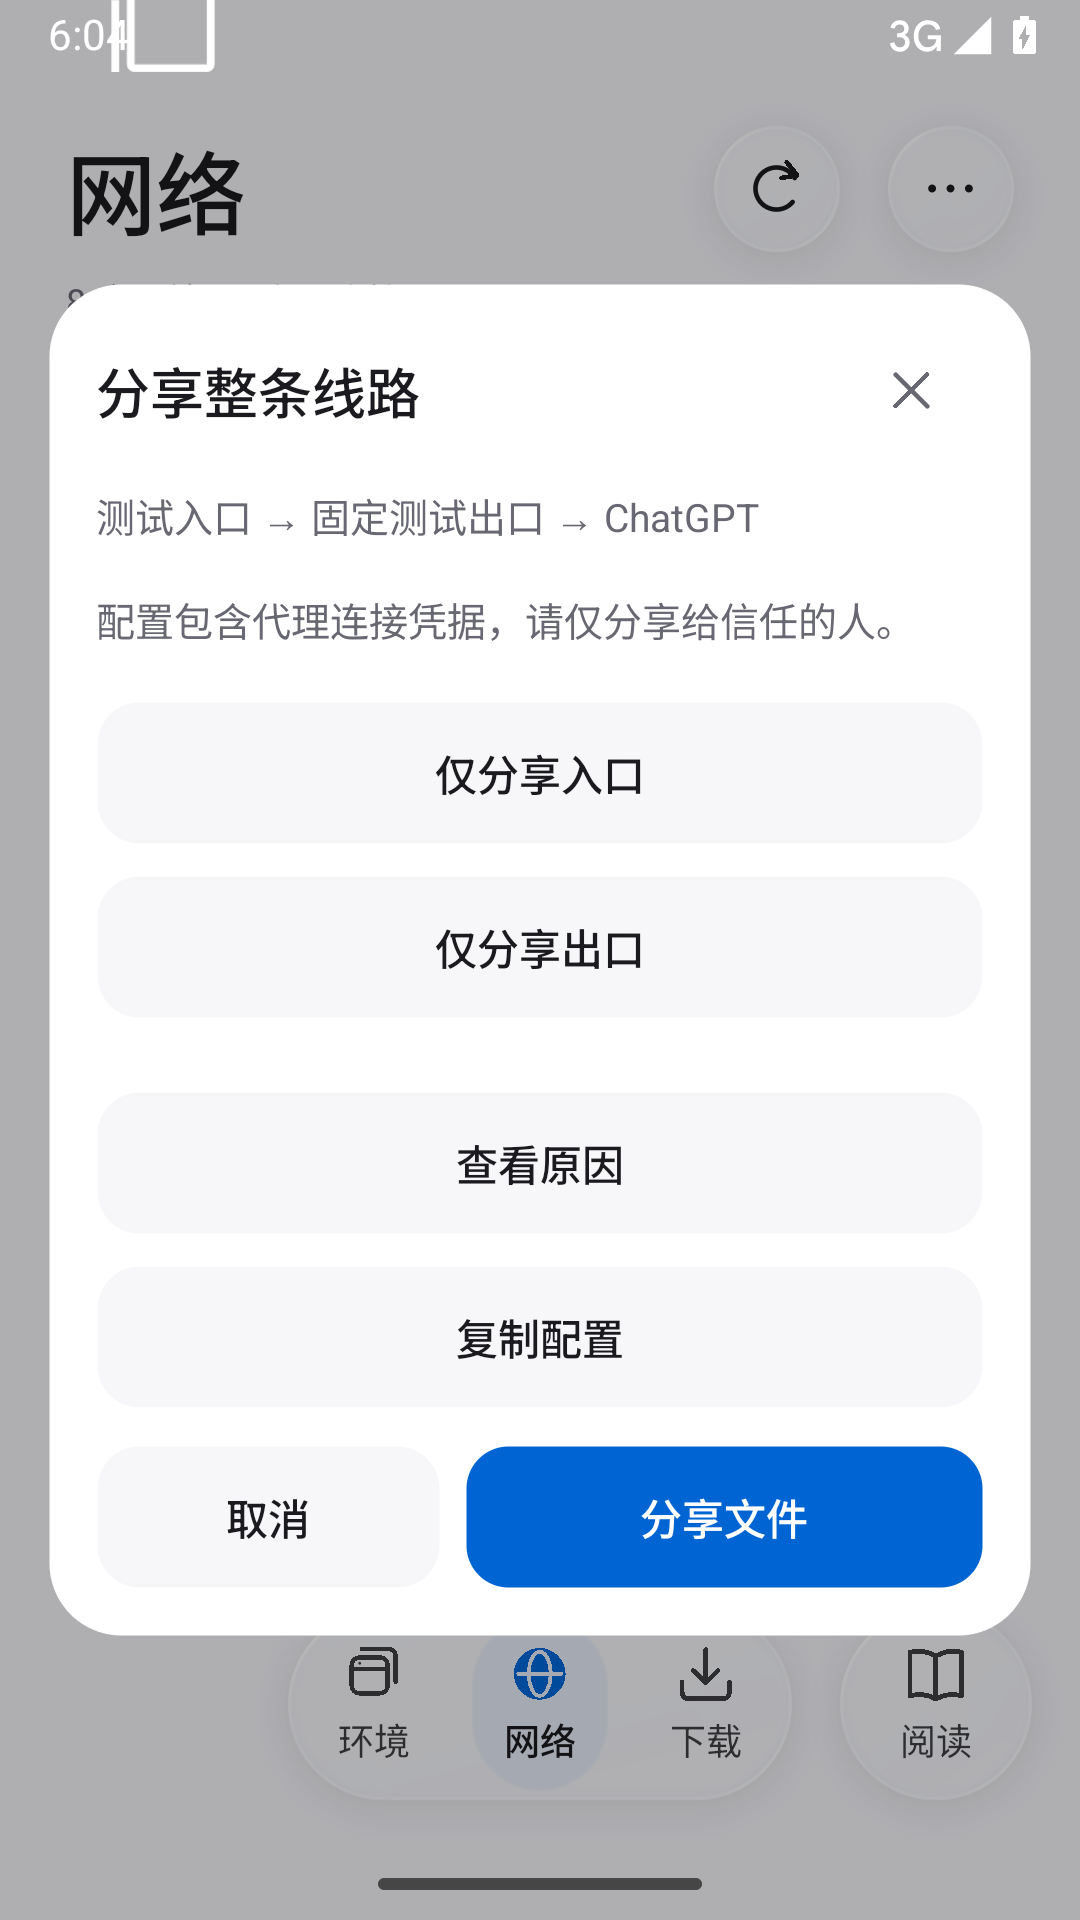 6:04
3G
网络
分享整条线路
测试入口 → 固定测试出口 → ChatGPT
配置包含代理连接凭据，请仅分享给信任的人。
仅分享入口
仅分享出口
查看原因
复制配置
取消
分享文件
环境
网络
下载
阅读